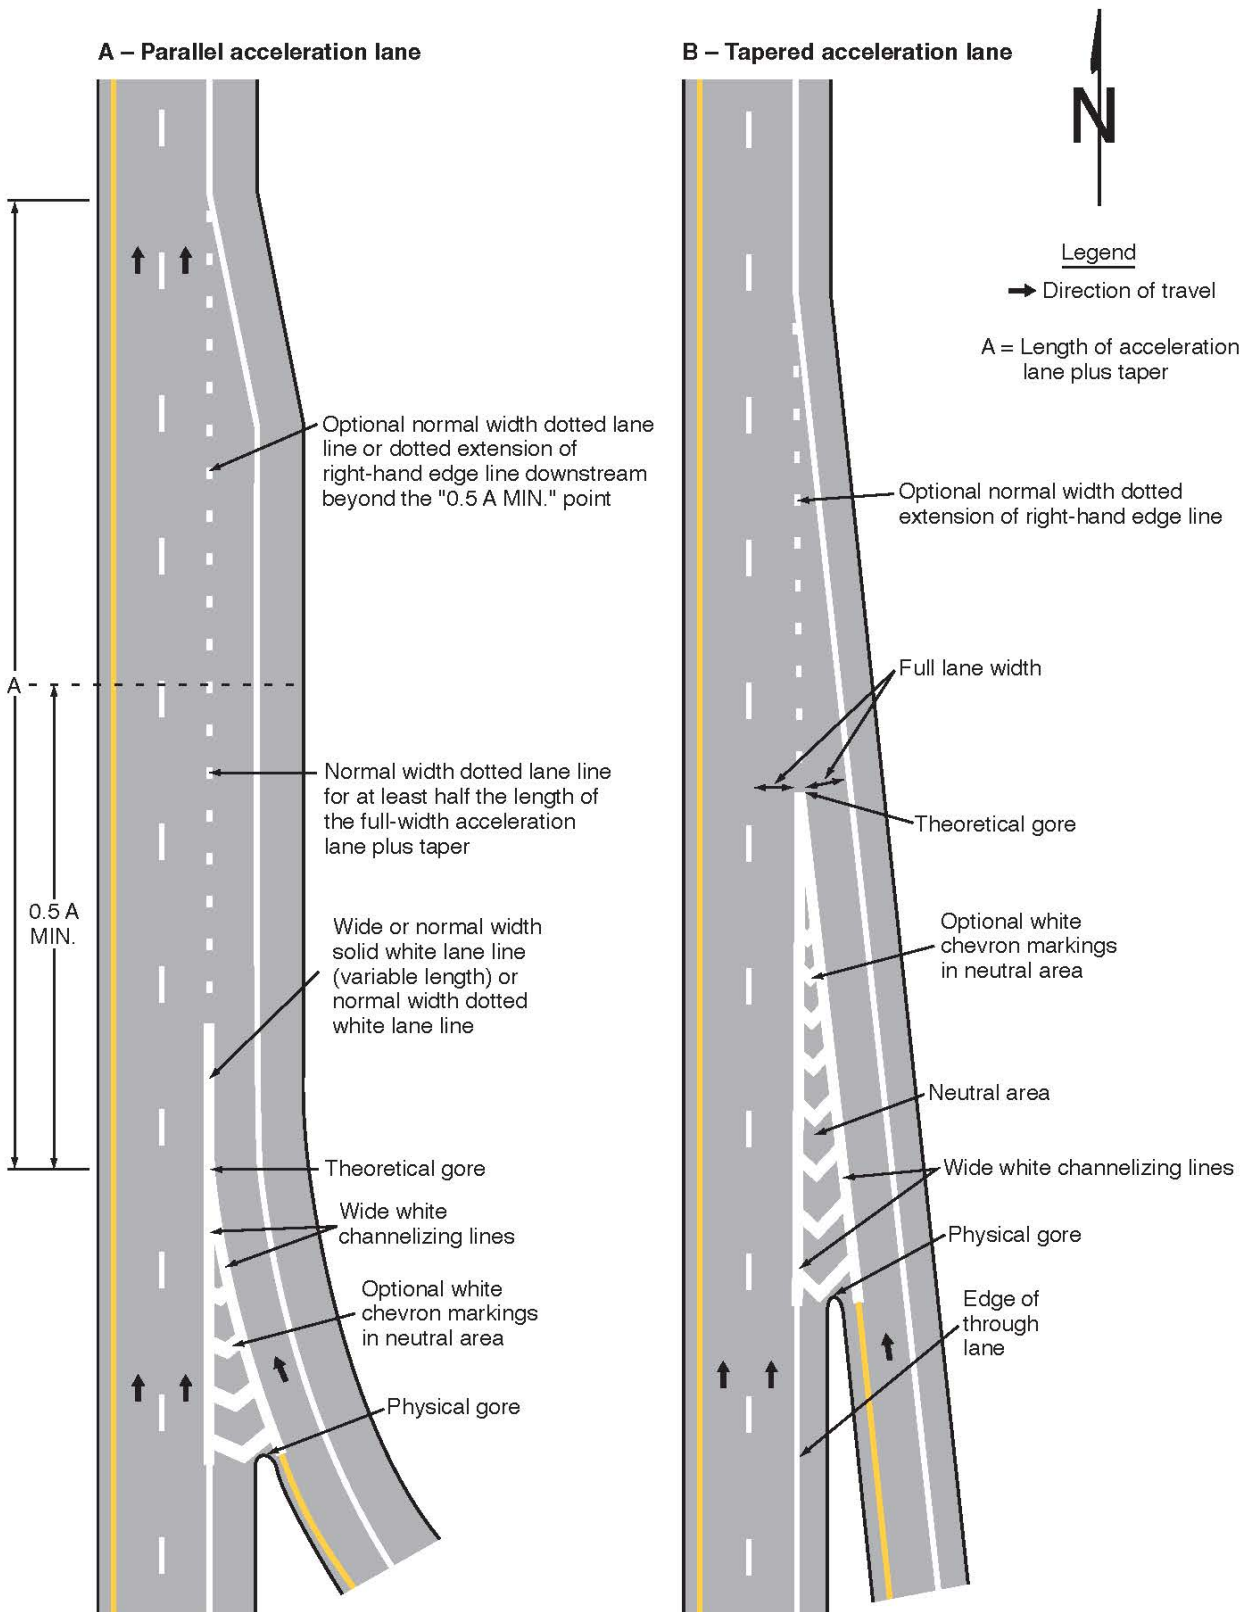 A – Parallel acceleration lane
B – Tapered acceleration lane
N
Legend
Direction of travel
A = Length of acceleration
lane plus taper
Optional normal width dotted lane
line or dotted extension of
right-hand edge line downstream
beyond the "0.5 A MIN." point
A
Normal width dotted lane line
for at least half the length of
the full-width acceleration
lane plus taper
0.5 A
MIN.
Wide or normal width
solid white lane line
(variable length) or
normal width dotted
white lane line
Theoretical gore
Wide white
channelizing lines
Optional white
chevron markings
in neutral area
Physical gore
Optional normal width dotted
extension of right-hand edge line
Full lane width
Theoretical gore
Optional white
chevron markings
in neutral area
Neutral area
Wide white channelizing lines
Physical gore
Edge of
through
lane